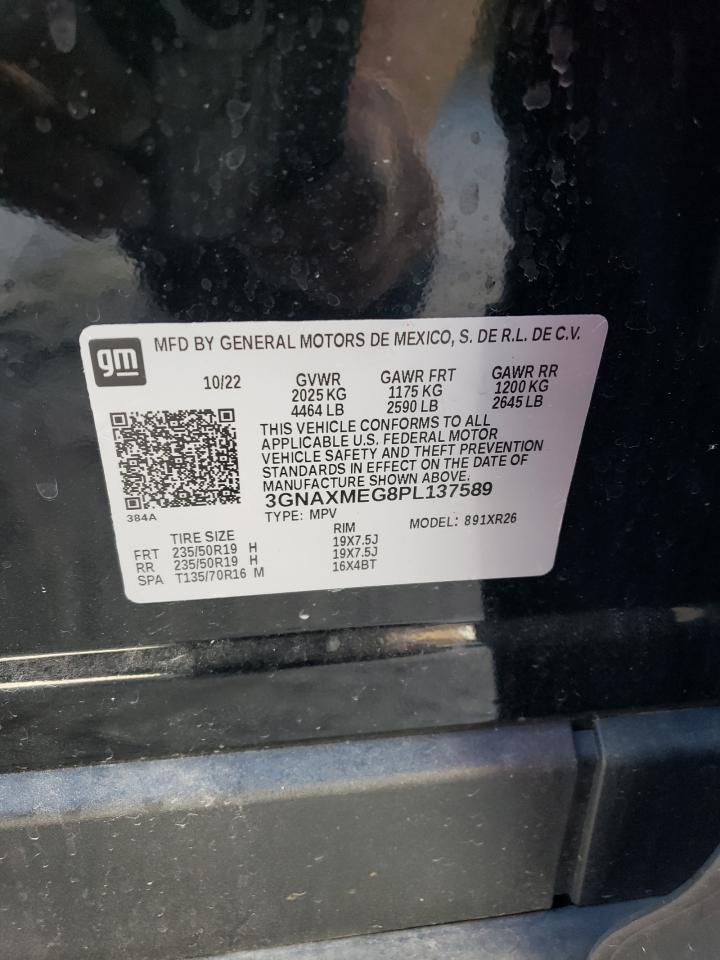 gm
MFD BY GENERAL MOTORS DE MEXICO, S. DE R.L. DE C.V.
10/22 GVWR GAWR FRT GAWR RR
2025 KG 1175 KG 1200 KG
4464 LB 2590 LB 2645 LB
THIS VEHICLE CONFORMS TO ALL
APPLICABLE U.S. FEDERAL MOTOR
VEHICLE SAFETY AND THEFT PREVENTION
STANDARDS IN EFFECT ON THE DATE OF
MANUFACTURE SHOWN ABOVE.
3GNAXMEG8PL137589
384A
TYPE: MPV MODEL: 891XR26
TIRE SIZE RIM
FRT 235/50R19 H 19X7.5J
RR 235/50R19 H 19X7.5J
SPA T135/70R16 M 16X4BT